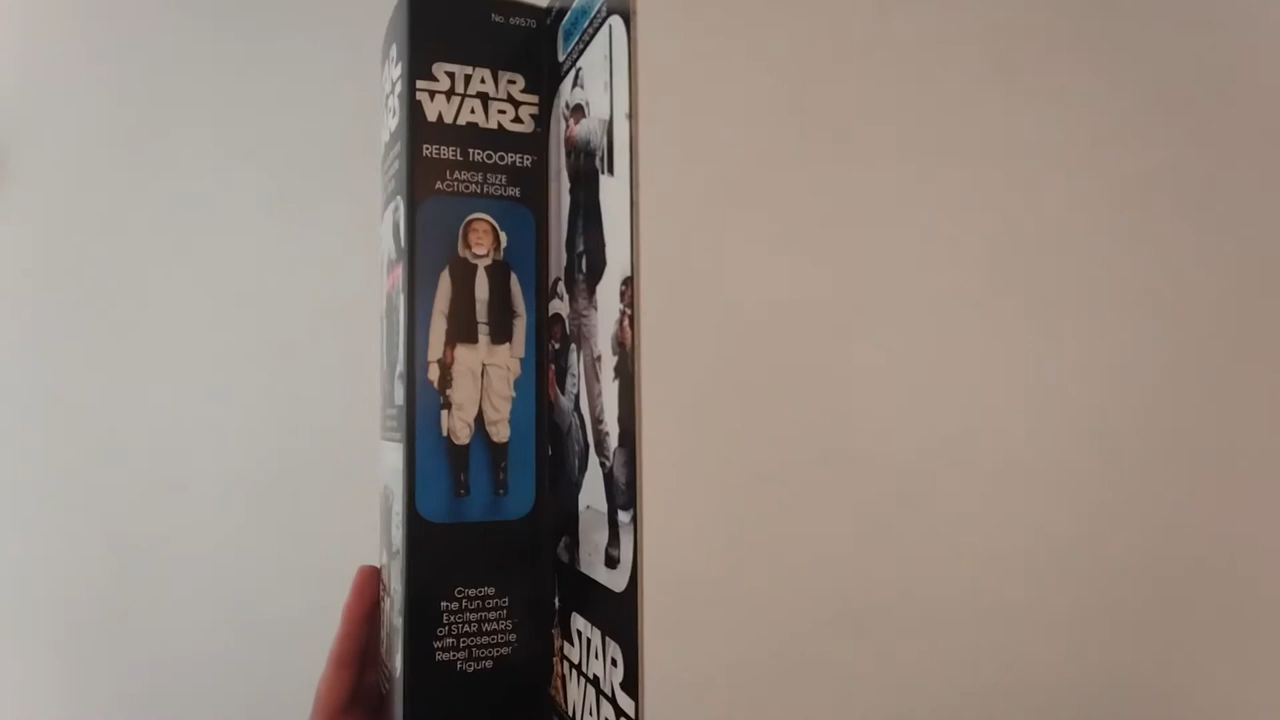 No. 69570
STAR
WARS
REBEL TROOPER™
LARGE SIZE
ACTION FIGURE
Create
the Fun and
Excitement
of STAR WARS™
with poseable
Rebel Trooper™
Figure
STAR
WARS